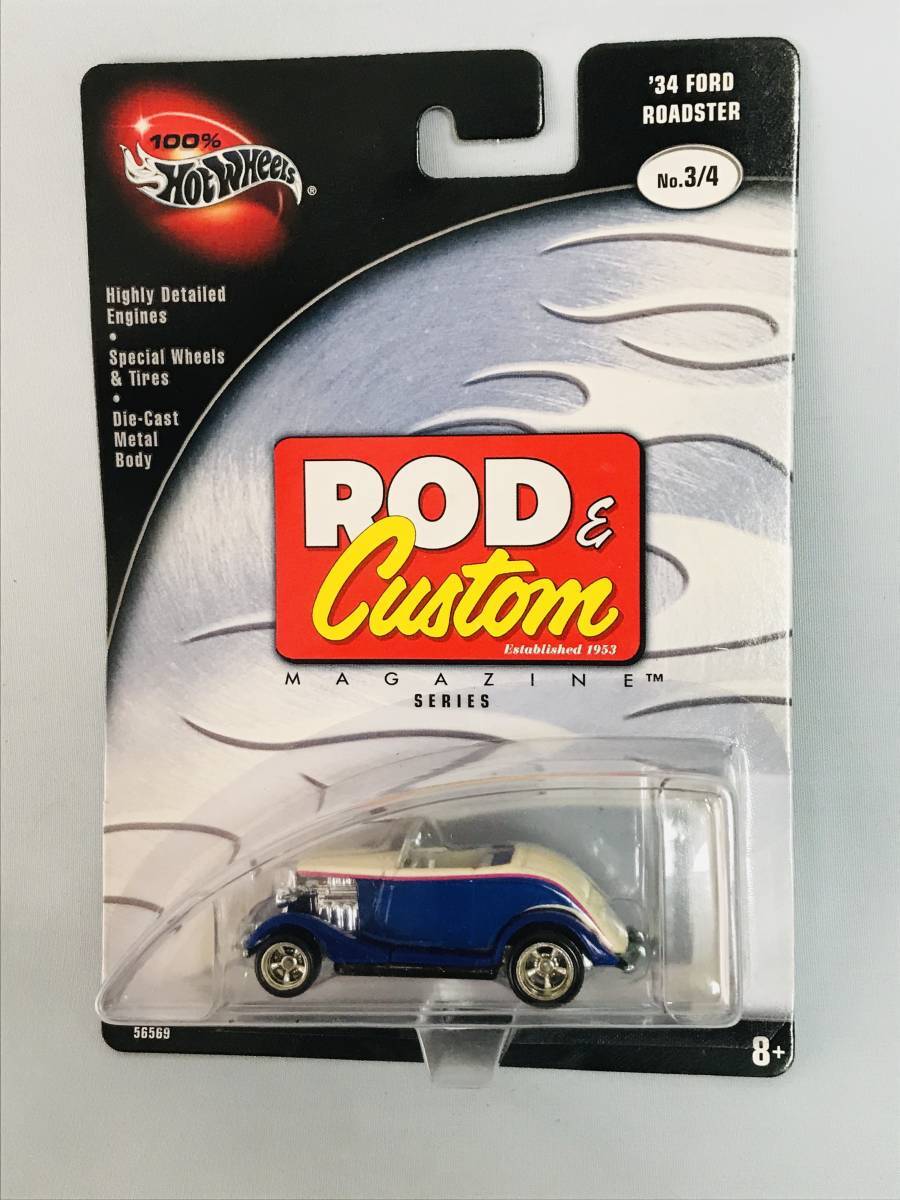 100%
Hot Wheels®
'34 FORD
ROADSTER
No.3/4
Highly Detailed
Engines
•
Special Wheels
& Tires
•
Die-Cast
Metal
Body
ROD &
Custom
Established 1953
MAGAZINE™
SERIES
56569
8+